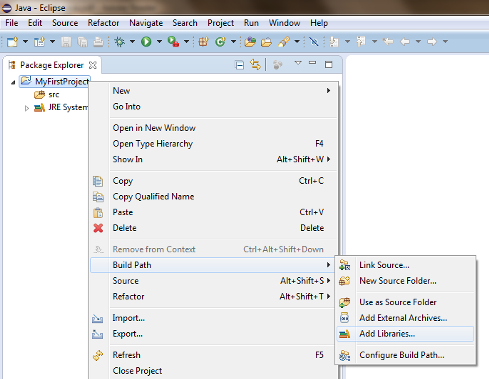 Java - Eclipse
File Edit Source Refactor Navigate Search Project Run Window Help
Package Explorer
MyFirstProject
src
JRE System
New
Go Into
Open in New Window
Open Type Hierarchy F4
Show In Alt+Shift+W
Copy Ctrl+C
Copy Qualified Name
Paste Ctrl+V
Delete Delete
Remove from Context Ctrl+Alt+Shift+Down
Build Path
Source Alt+Shift+S
Refactor Alt+Shift+T
Import...
Export...
Refresh F5
Close Project
Link Source...
New Source Folder...
Use as Source Folder
Add External Archives...
Add Libraries...
Configure Build Path...